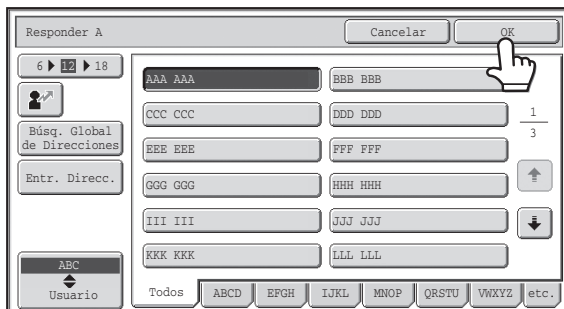 Responder A
Cancelar
OK
6 ▶ 12 ▶ 18
Búsq. Global
de Direcciones
Entr. Direcc.
ABC
Usuario
AAA AAA
BBB BBB
CCC CCC
DDD DDD
EEE EEE
FFF FFF
GGG GGG
HHH HHH
III III
JJJ JJJ
KKK KKK
LLL LLL
1
3
Todos
ABCD
EFGH
IJKL
MNOP
QRSTU
VWXYZ
etc.